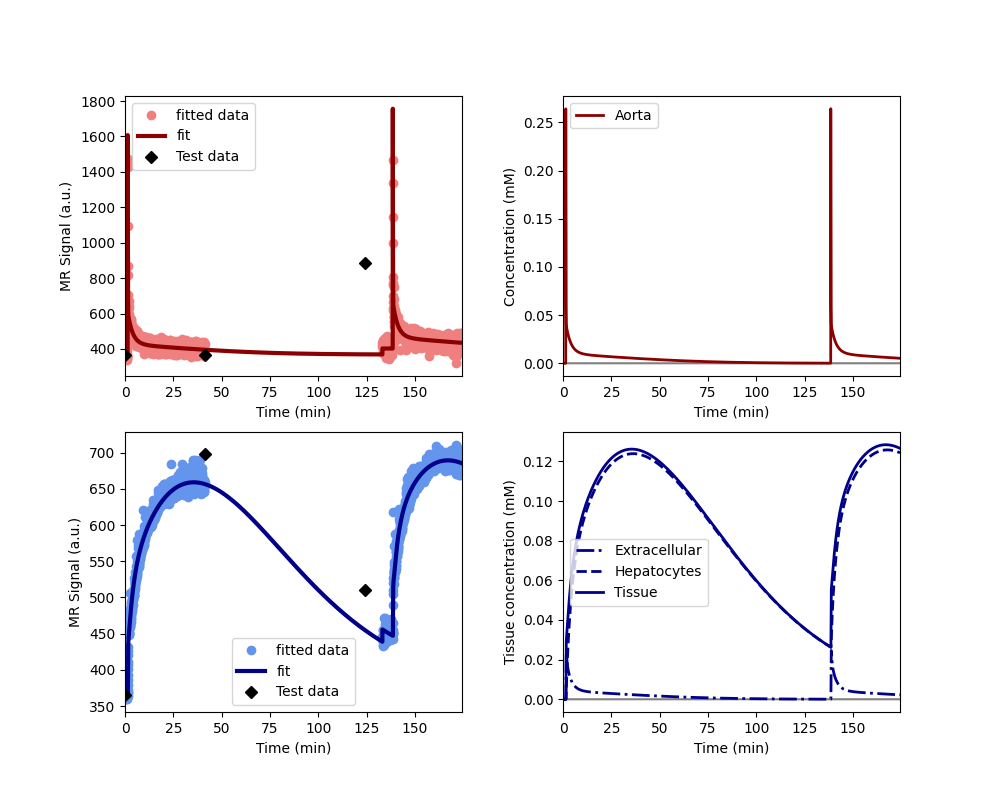 1800
1600
1400
1200
1000
800
600
400
MR Signal (a.u.)
fitted data
fit
Test data
0 25 50 75 100 125 150
Time (min)
0.25
0.20
0.15
0.10
0.05
0.00
Concentration (mM)
Aorta
0 25 50 75 100 125 150
Time (min)
700
650
600
550
500
450
400
350
MR Signal (a.u.)
fitted data
fit
Test data
0 25 50 75 100 125 150
Time (min)
0.12
0.10
0.08
0.06
0.04
0.02
0.00
Tissue concentration (mM)
Extracellular
Hepatocytes
Tissue
0 25 50 75 100 125 150
Time (min)